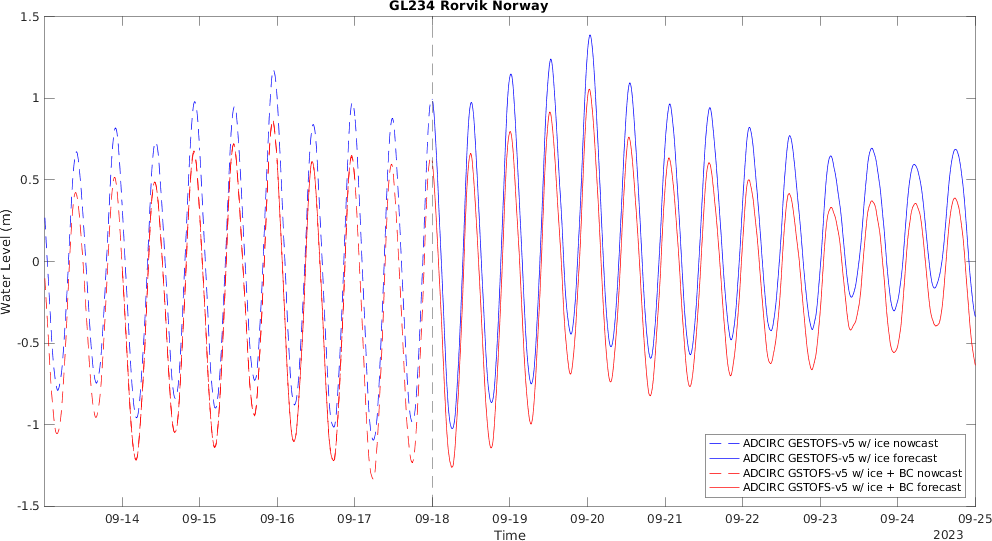 GL234 Rorvik Norway
1.5
1
0.5
0
-0.5
-1
-1.5
Water Level (m)
ADCIRC GESTOFS-v5 w/ ice nowcast
ADCIRC GESTOFS-v5 w/ ice forecast
ADCIRC GSTOFS-v5 w/ ice + BC nowcast
ADCIRC GSTOFS-v5 w/ ice + BC forecast
09-14 09-15 09-16 09-17 09-18 09-19 09-20 09-21 09-22 09-23 09-24 09-25
Time
2023